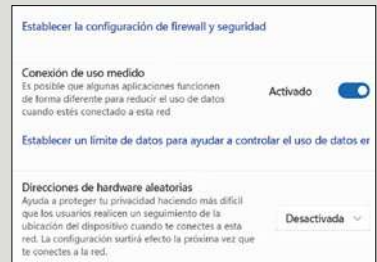 Establecer la configuración de firewall y seguridad
Conexión de uso medido
Es posible que algunas aplicaciones funcionen
de forma diferente para reducir el uso de datos
cuando estés conectado a esta red
Activado
Establecer un límite de datos para ayudar a controlar el uso de datos er
Direcciones de hardware aleatorias
Ayuda a proteger tu privacidad haciendo más difícil
que los usuarios realicen un seguimiento de la
ubicación del dispositivo cuando te conectes a esta
red. La configuración surtirá efecto la próxima vez que
te conectes a la red.
Desactivada